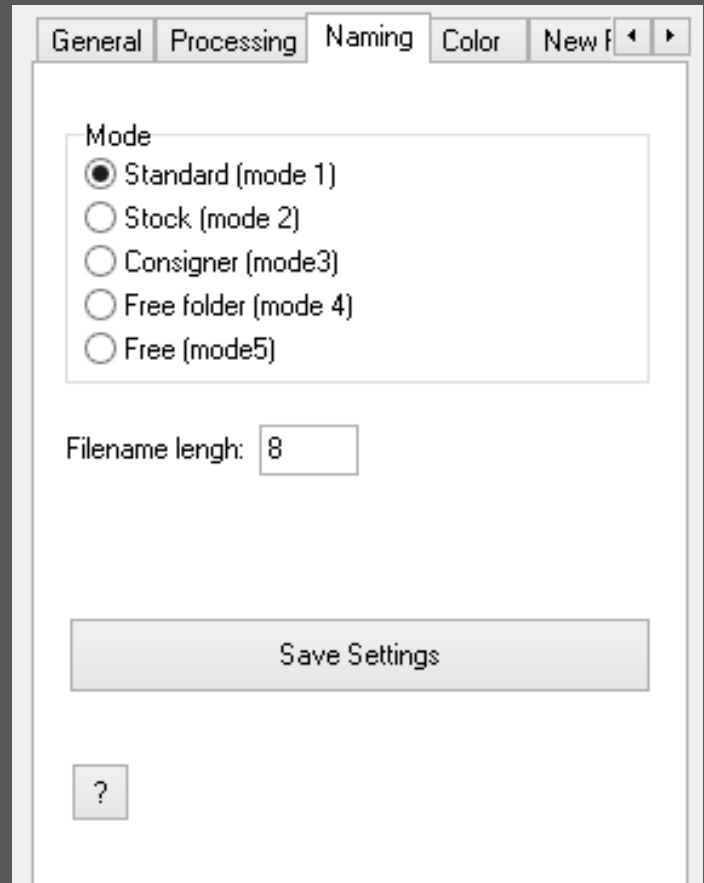 General Processing Naming Color New
Mode
Standard (mode 1)
Stock (mode 2)
Consigner (mode3)
Free folder (mode 4)
Free (mode5)
Filename lengh: 8
Save Settings
?